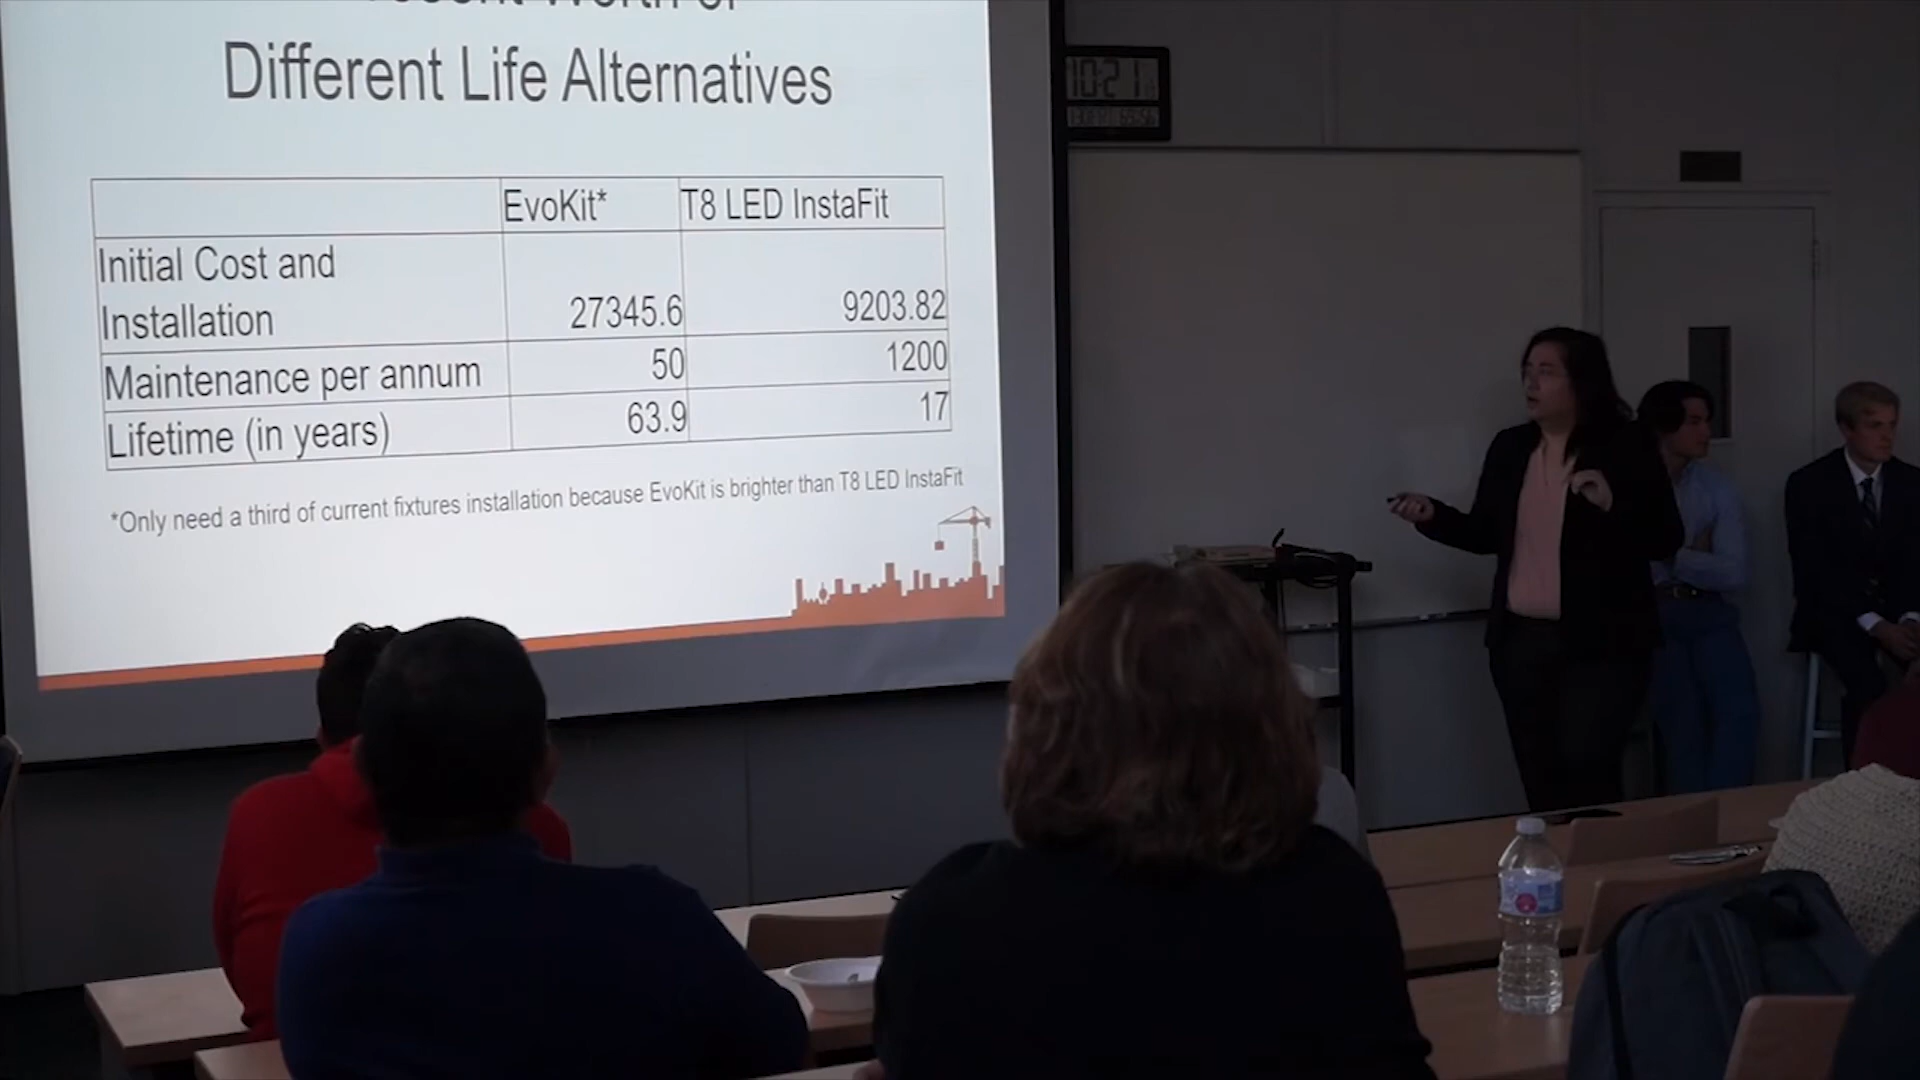 Different Life Alternatives
EvoKit* T8 LED InstaFit
Initial Cost and
Installation 27345.6 9203.82
Maintenance per annum 50 1200
Lifetime (in years) 63.9 17
*Only need a third of current fixtures installation because EvoKit is brighter than T8 LED InstaFit
10:21